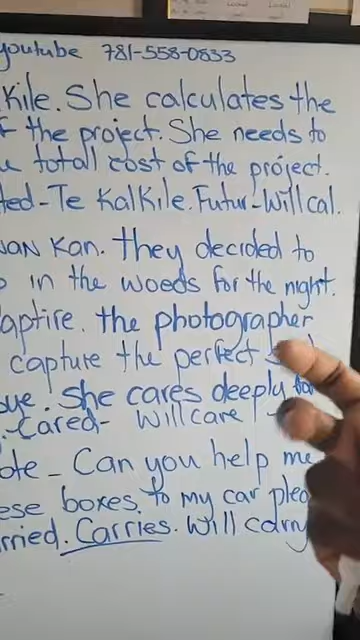 youtube 781-558-0833
Kile. She calculates the
the project. She needs to
totall cost of the project.
ted-Te KalKile. Futur-Will cal.
Kan. they decided to
in the woods for the night.
aptire. the photographer
capture the perfect
She cares deeply
Cared- Will care
ote - Can you help me
ese boxes to my car plea
rried. Carries. Will carry